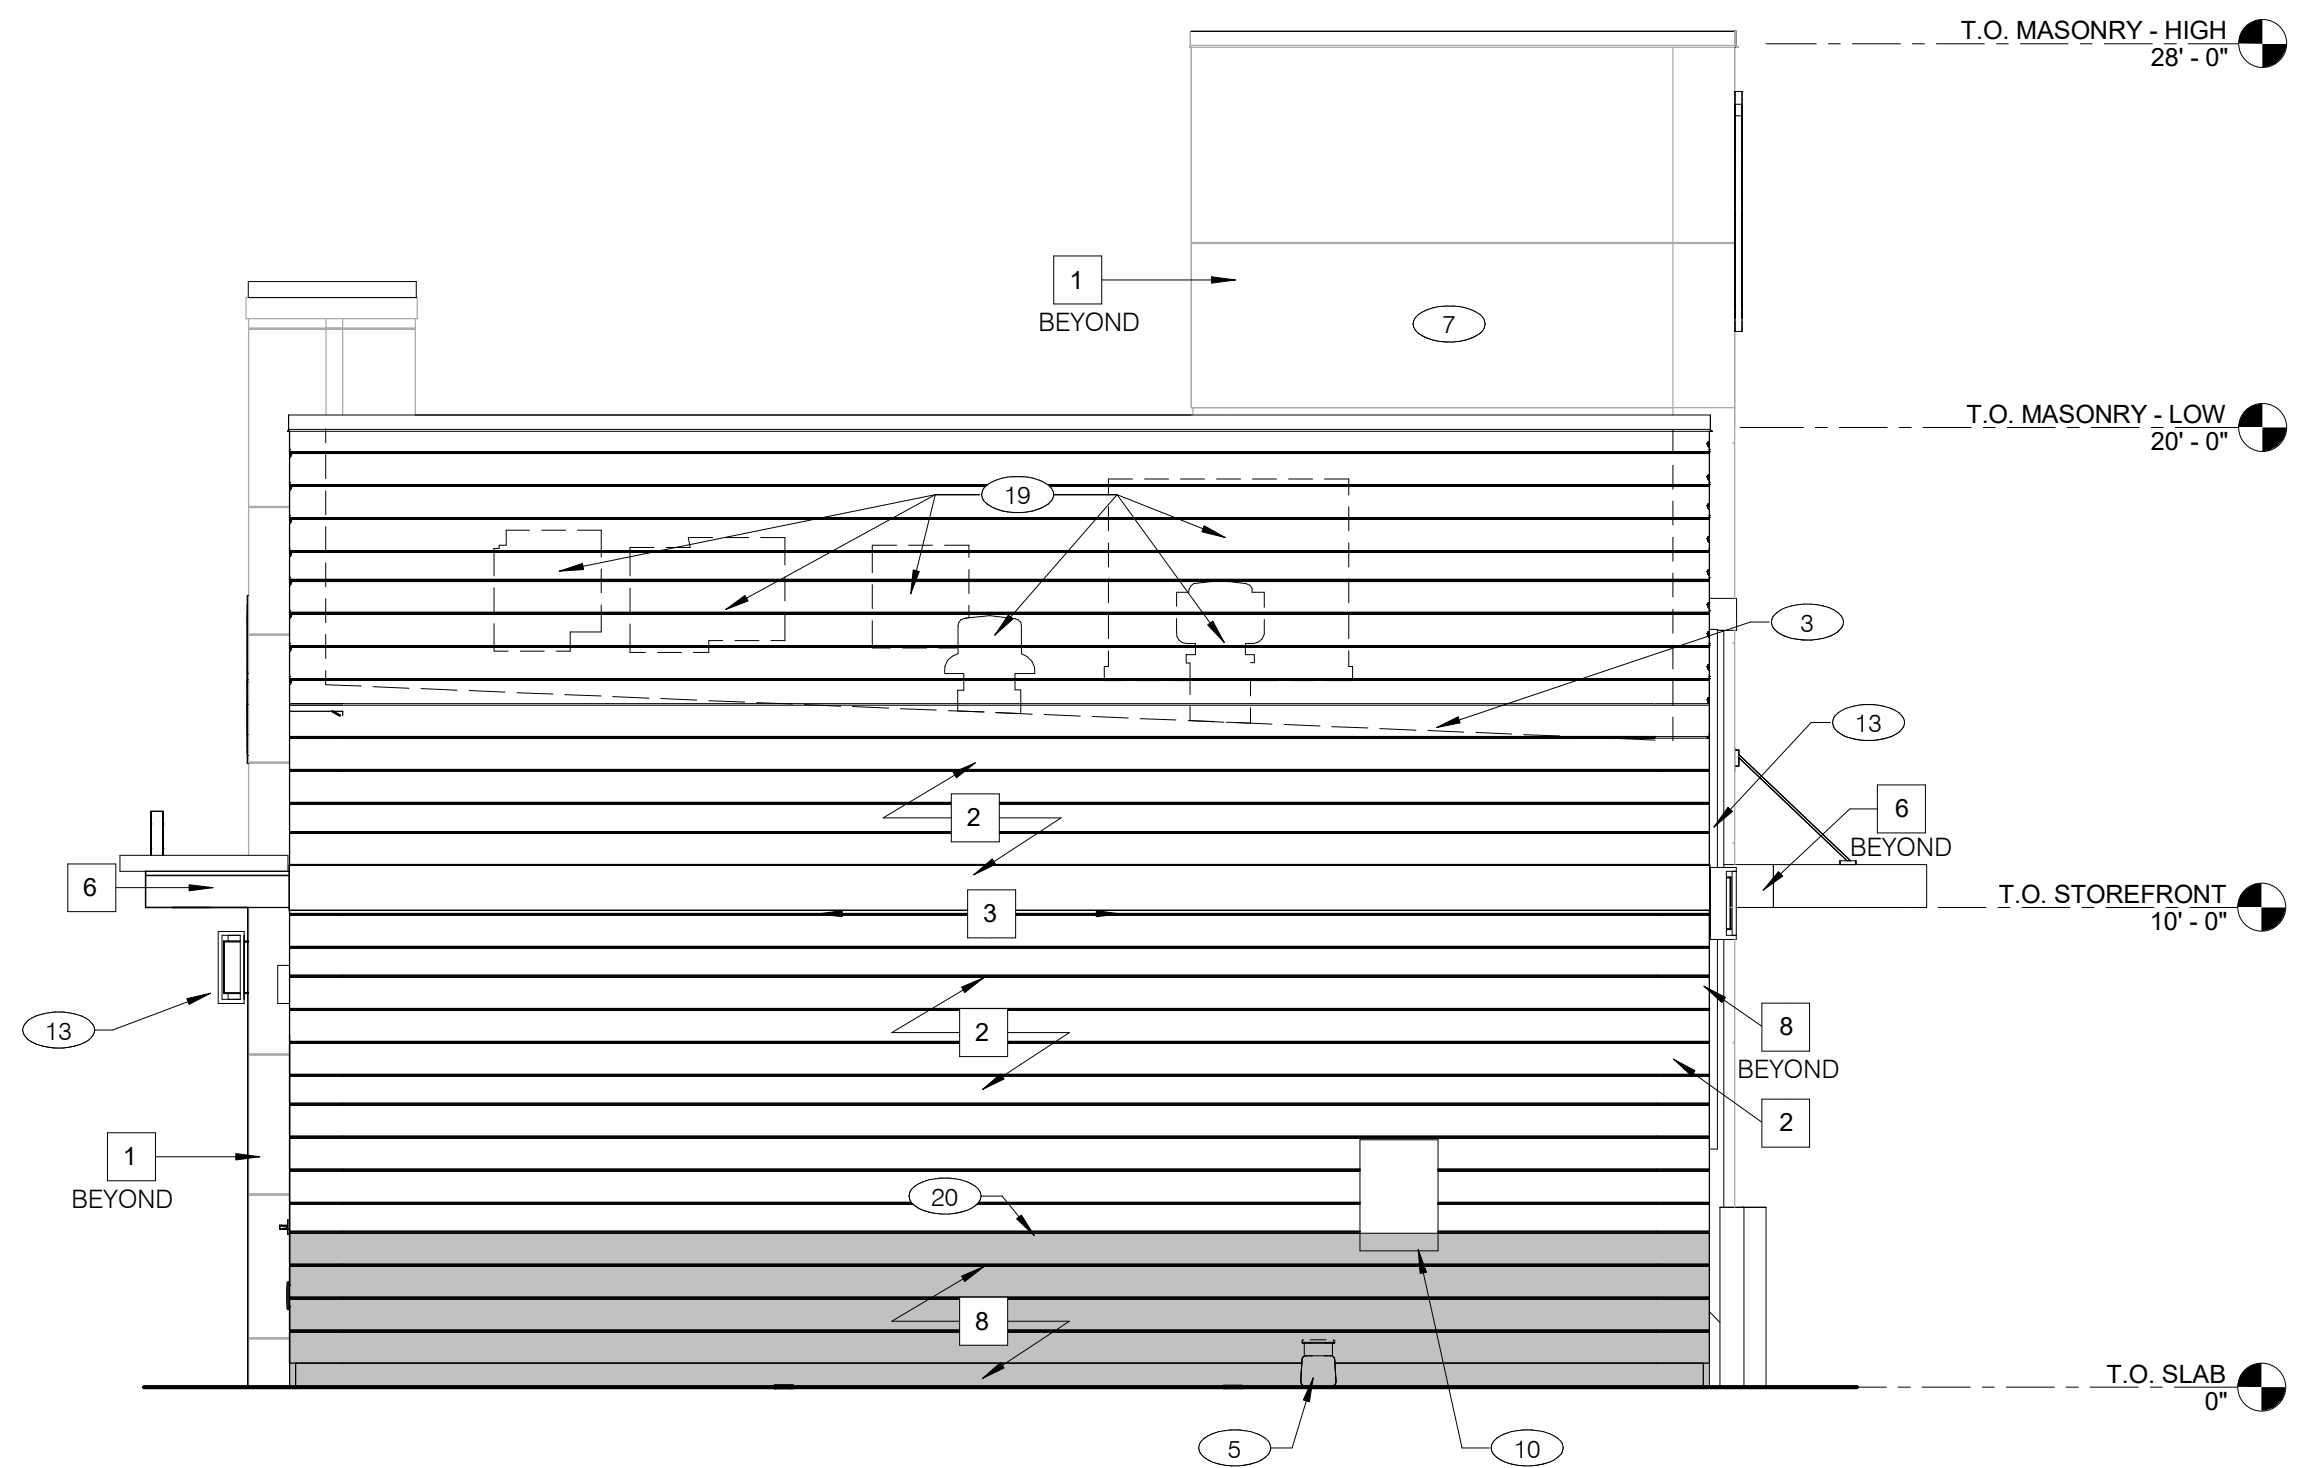 T.O. MASONRY - HIGH
28' - 0"
1
BEYOND
7
T.O. MASONRY - LOW
20' - 0"
19
3
13
2
6
BEYOND
6
T.O. STOREFRONT
10' - 0"
3
13
2
8
BEYOND
2
1
BEYOND
20
8
T.O. SLAB
0"
5
10